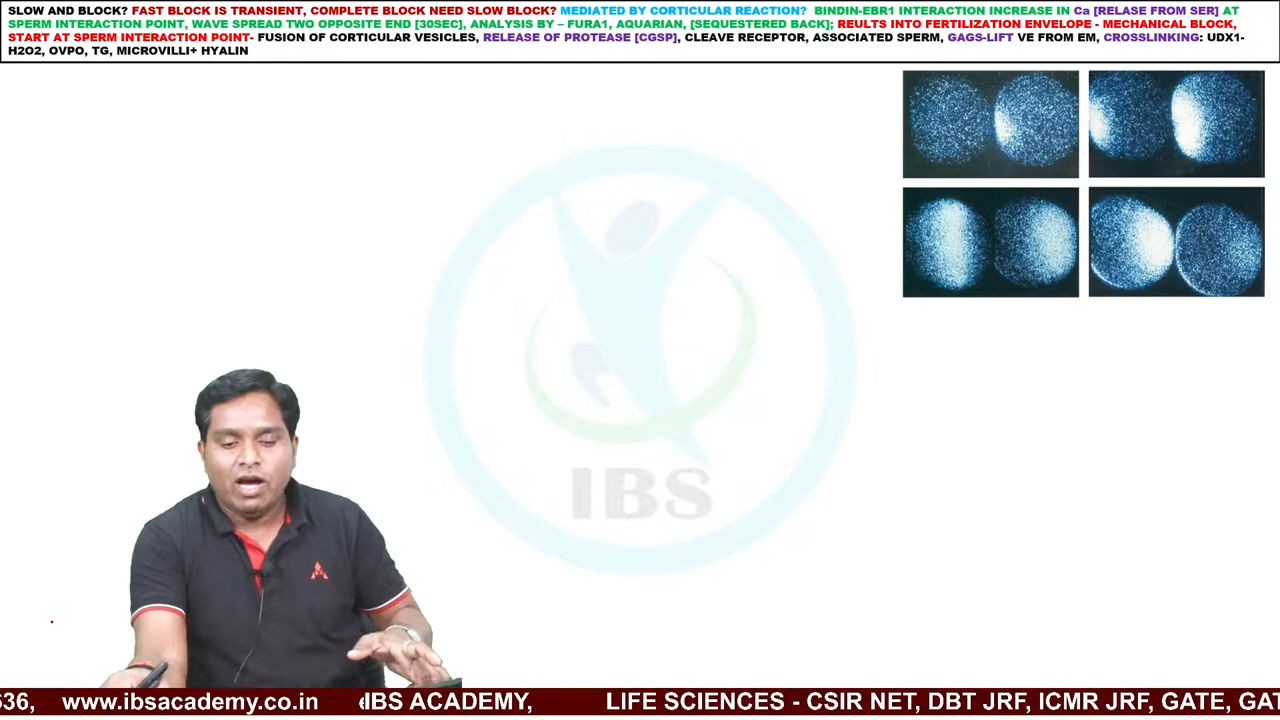 SLOW AND BLOCK? FAST BLOCK IS TRANSIENT, COMPLETE BLOCK NEED SLOW BLOCK? MEDIATED BY CORTICULAR REACTION?  BINDIN-EBR1 INTERACTION INCREASE IN Ca [RELASE FROM SER] AT
SPERM INTERACTION POINT, WAVE SPREAD TWO OPPOSITE END [30SEC], ANALYSIS BY – FURA1, AQUARIAN, [SEQUESTERED BACK]; REULTS INTO FERTILIZATION ENVELOPE - MECHANICAL BLOCK,
START AT SPERM INTERACTION POINT- FUSION OF CORTICULAR VESICLES, RELEASE OF PROTEASE [CGSP], CLEAVE RECEPTOR, ASSOCIATED SPERM, GAGS-LIFT VE FROM EM, CROSSLINKING: UDX1-
H2O2, OVPO, TG, MICROVILLI+ HYALIN
IBS
636, www.ibsacademy.co.in IBS ACADEMY, LIFE SCIENCES - CSIR NET, DBT JRF, ICMR JRF, GATE, GAT